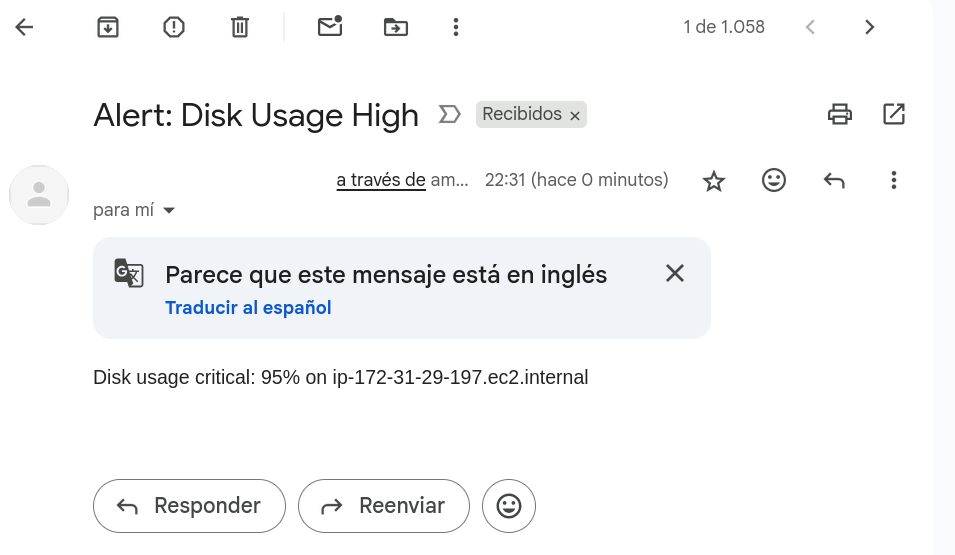 1 de 1.058
Alert: Disk Usage High Recibidos ×
a través de am... 22:31 (hace 0 minutos)
para mí
G 文
Parece que este mensaje está en inglés
Traducir al español
Disk usage critical: 95% on ip-172-31-29-197.ec2.internal
Responder Reenviar